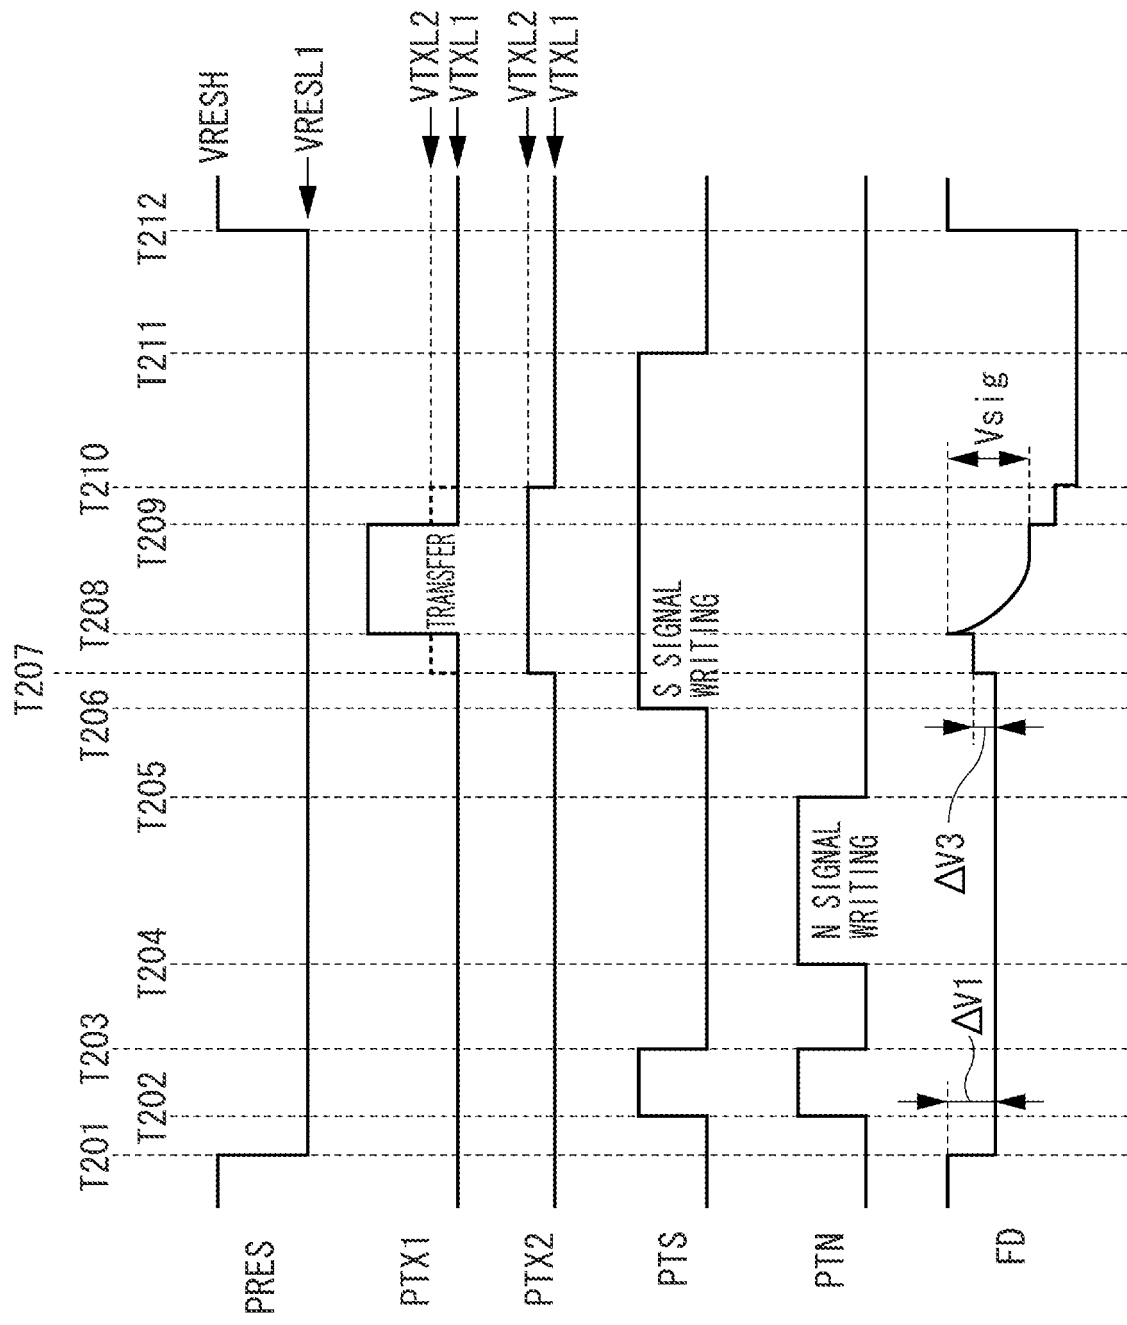 T201
T202
T203
T204
T205
T206
T207
T208
T209
T210
T211
T212
PRES
VRESH
VRESL1
PTX1
TRANSFER
VTXL2
VTXL1
PTX2
VTXL2
VTXL1
PTS
S SIGNAL
WRITING
PTN
N SIGNAL
WRITING
FD
ΔV1
ΔV3
Vsig